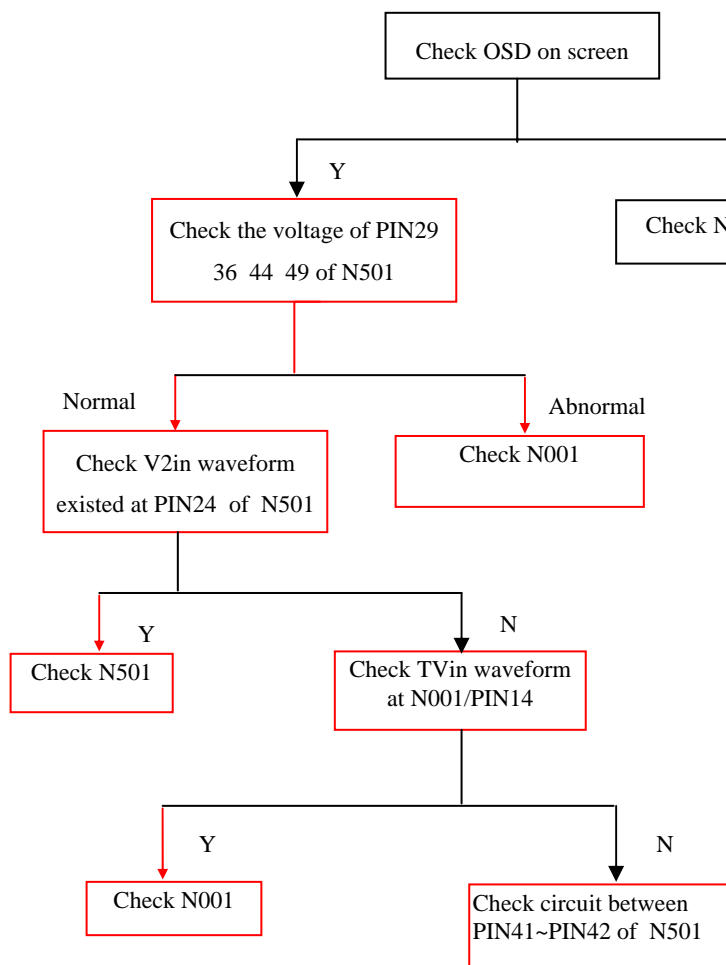 Check OSD on screen
Y
Check the voltage of PIN29
36 44 49 of N501
Check N
Normal
Abnormal
Check V2in waveform
existed at PIN24 of N501
Check N001
Y
N
Check N501
Check TVin waveform
at N001/PIN14
Y
N
Check N001
Check circuit between
PIN41~PIN42 of N501